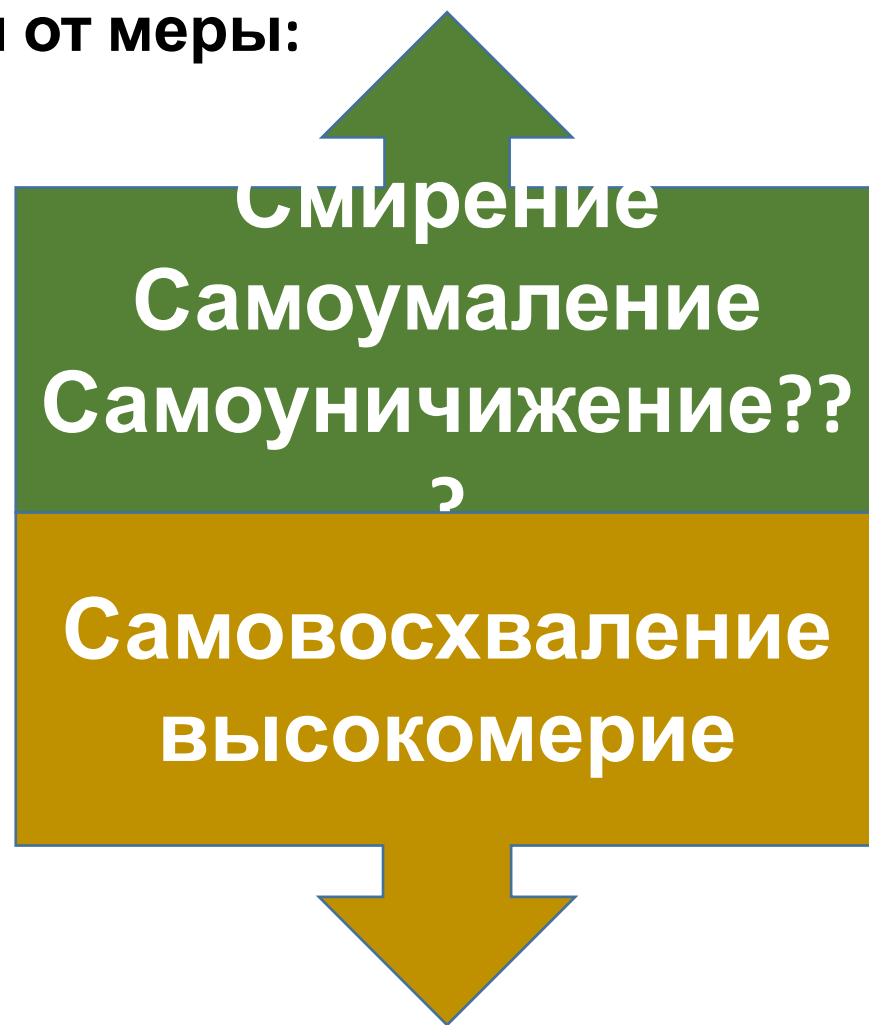 от меры:
Смирение
Самоумаление
Самоуничижение??
?
Самовосхваление
высокомерие